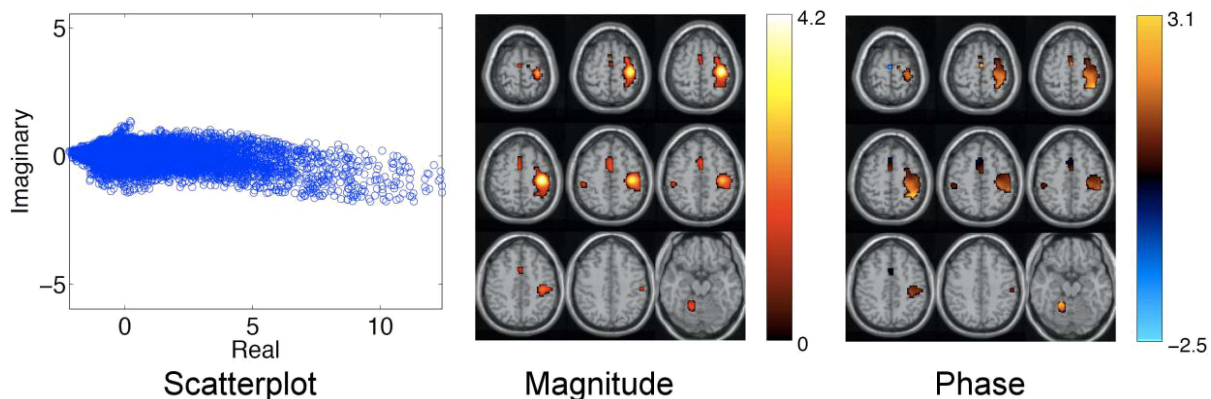 5
0
−5
Imaginary
0
5
10
Real
Scatterplot
4.2
0
Magnitude
3.1
−2.5
Phase